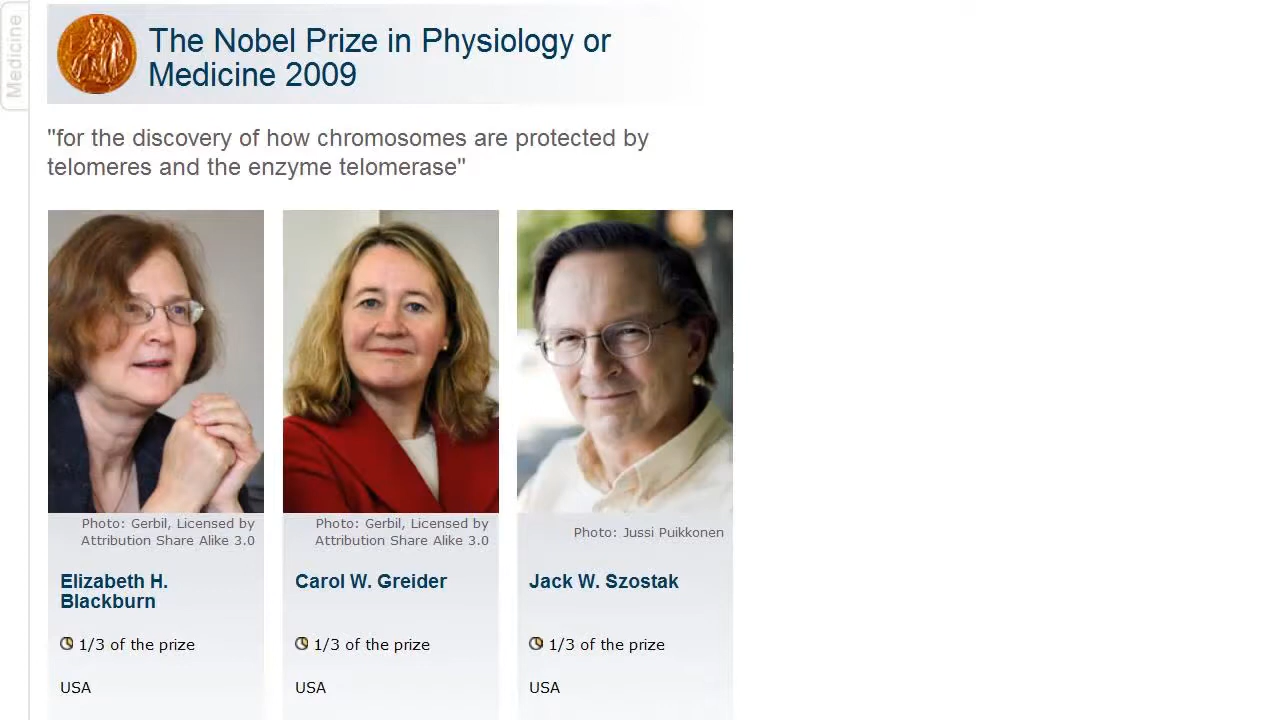 Medicine
The Nobel Prize in Physiology or
Medicine 2009
"for the discovery of how chromosomes are protected by
telomeres and the enzyme telomerase"
Photo: Gerbil, Licensed by
Attribution Share Alike 3.0
Elizabeth H.
Blackburn
1/3 of the prize
USA
Photo: Gerbil, Licensed by
Attribution Share Alike 3.0
Carol W. Greider
1/3 of the prize
USA
Photo: Jussi Puikkonen
Jack W. Szostak
1/3 of the prize
USA